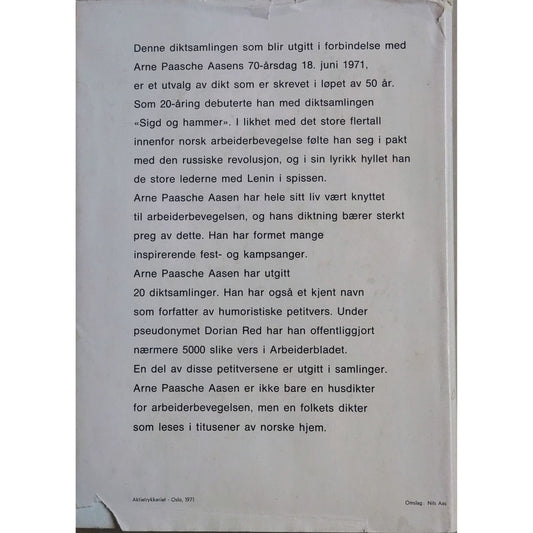 Denne diktsamlingen som blir utgitt i forbindelse med
Arne Paasche Aasens 70-årsdag 18. juni 1971,
er et utvalg av dikt som er skrevet i løpet av 50 år.
Som 20-åring debuterte han med diktsamlingen
«Sigd og hammer». I likhet med det store flertall
innenfor norsk arbeiderbevegelse følte han seg i pakt
med den russiske revolusjon, og i sin lyrikk hyllet han
de store lederne med Lenin i spissen.
Arne Paasche Aasen har hele sitt liv vært knyttet
til arbeiderbevegelsen, og hans diktning bærer sterkt
preg av dette. Han har formet mange
inspirerende fest- og kampsanger.
Arne Paasche Aasen har utgitt
20 diktsamlinger. Han har også et kjent navn
som forfatter av humoristiske petitvers. Under
pseudonymet Dorian Red har han offentliggjort
nærmere 5000 slike vers i Arbeiderbladet.
En del av disse petitversene er utgitt i samlinger.
Arne Paasche Aasen er ikke bare en husdikter
for arbeiderbevegelsen, men en folkets dikter
som leses i titusener av norske hjem.
Aktietrykkeriet - Oslo, 1971
Omslag: Nils Aas